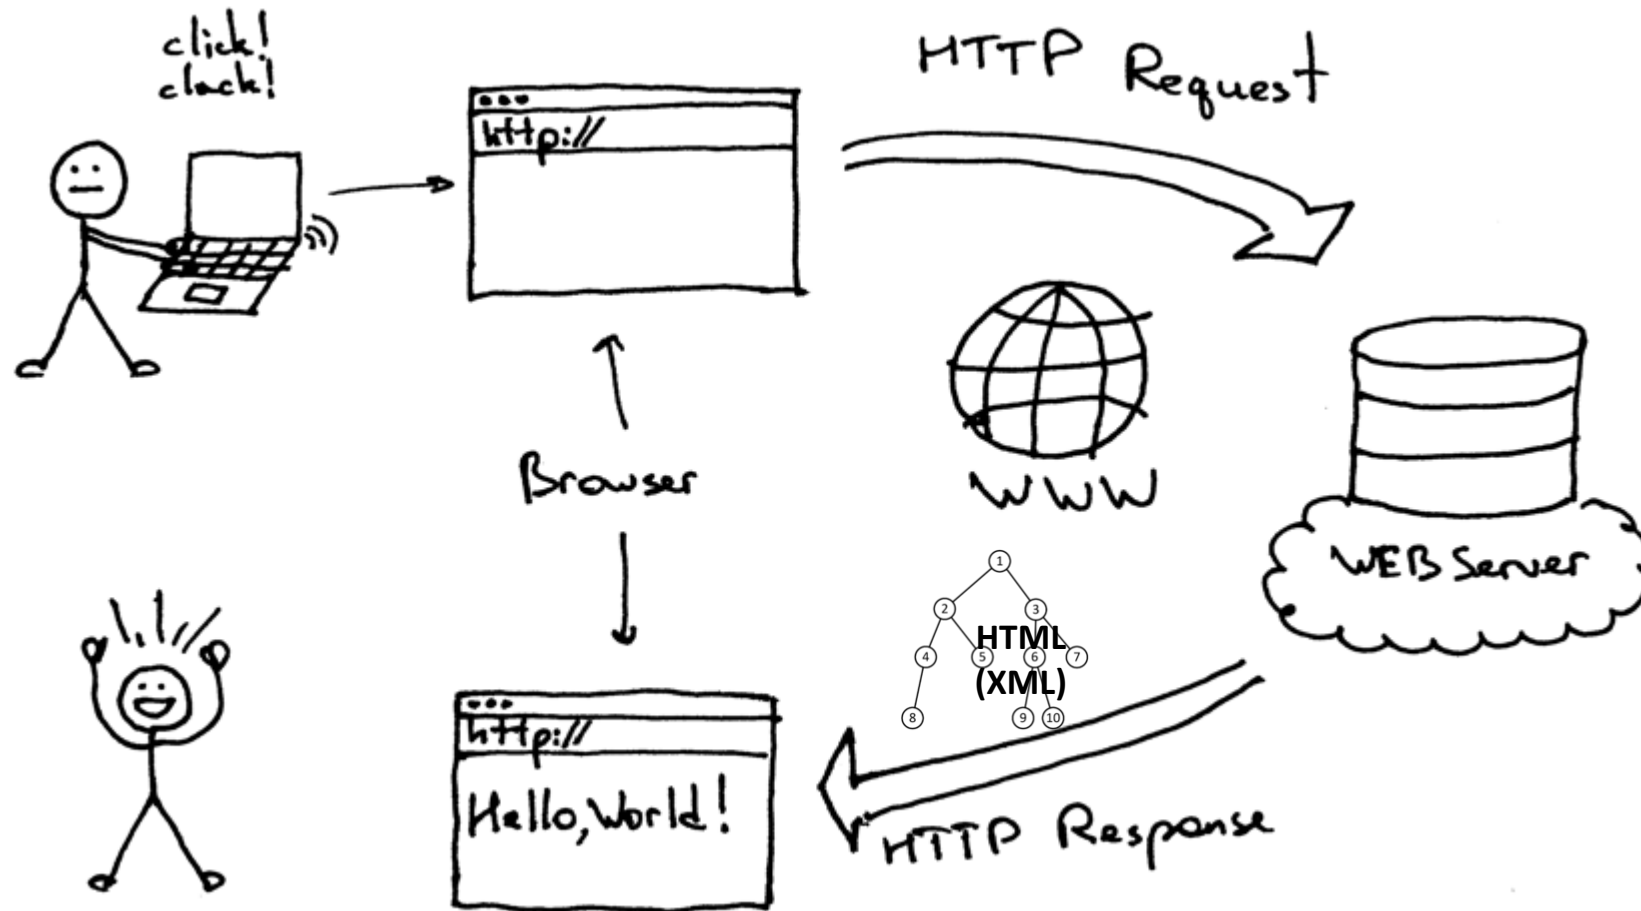 click!
clack!
http://
HTTP Request
Browser
WWW
WEB Server
1
2
3
HTML
4
5
6
7
(XML)
8
9
10
http://
Hello, World!
HTTP Response